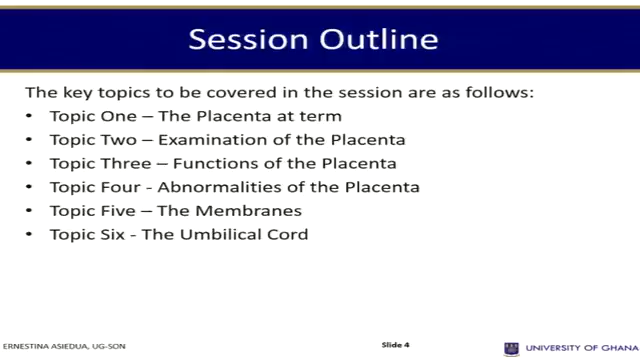 Session Outline
The key topics to be covered in the session are as follows:
• Topic One – The Placenta at term
• Topic Two – Examination of the Placenta
• Topic Three – Functions of the Placenta
• Topic Four - Abnormalities of the Placenta
• Topic Five – The Membranes
• Topic Six - The Umbilical Cord
ERNESTINA ASIEDUA, UG-SON
Slide 4
UNIVERSITY OF GHANA